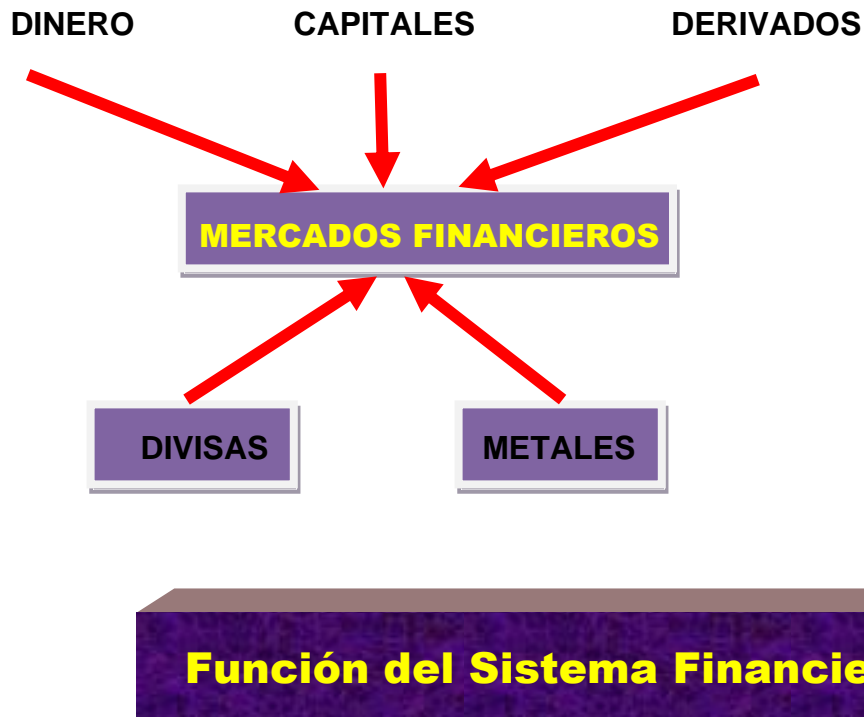 DINERO CAPITALES DERIVADOS
MERCADOS FINANCIEROS
DIVISAS METALES
Función del Sistema Financie